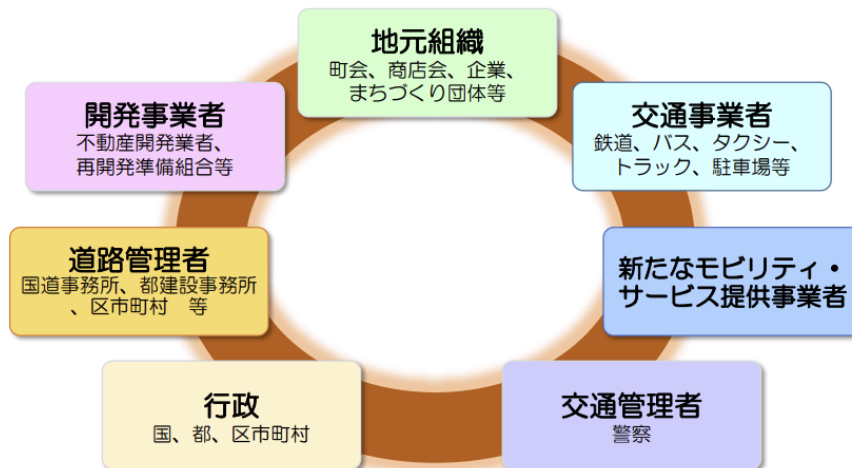 地元組織
町会、商店会、企業、
まちづくり団体等
開発事業者
不動産開発業者、
再開発準備組合等
交通事業者
鉄道、バス、タクシー、
トラック、駐車場等
道路管理者
国道事務所、都建設事務所
、区市町村　等
新たなモビリティ・
サービス提供事業者
行政
国、都、区市町村
交通管理者
警察